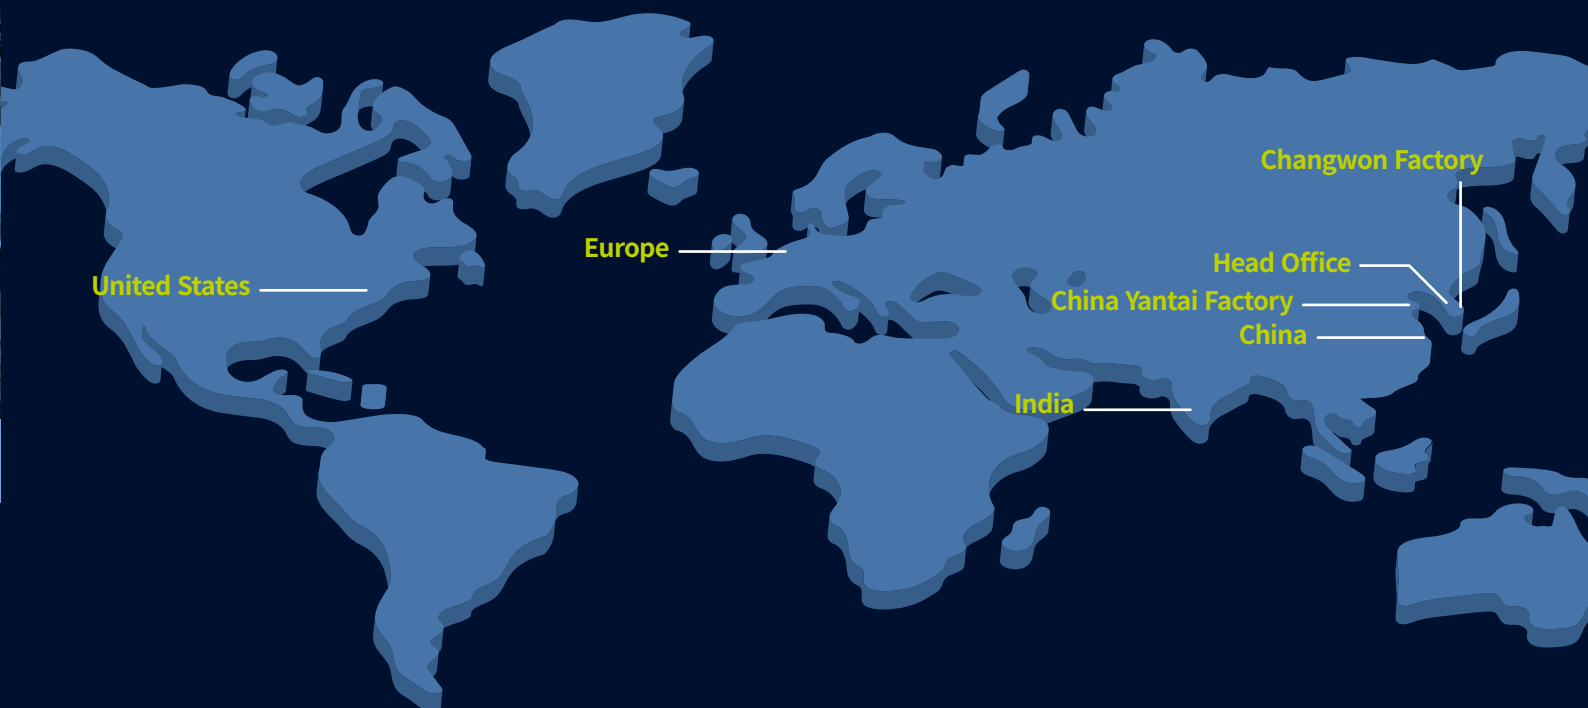 Changwon Factory
Europe
Head Office
United States
China Yantai Factory
China
India